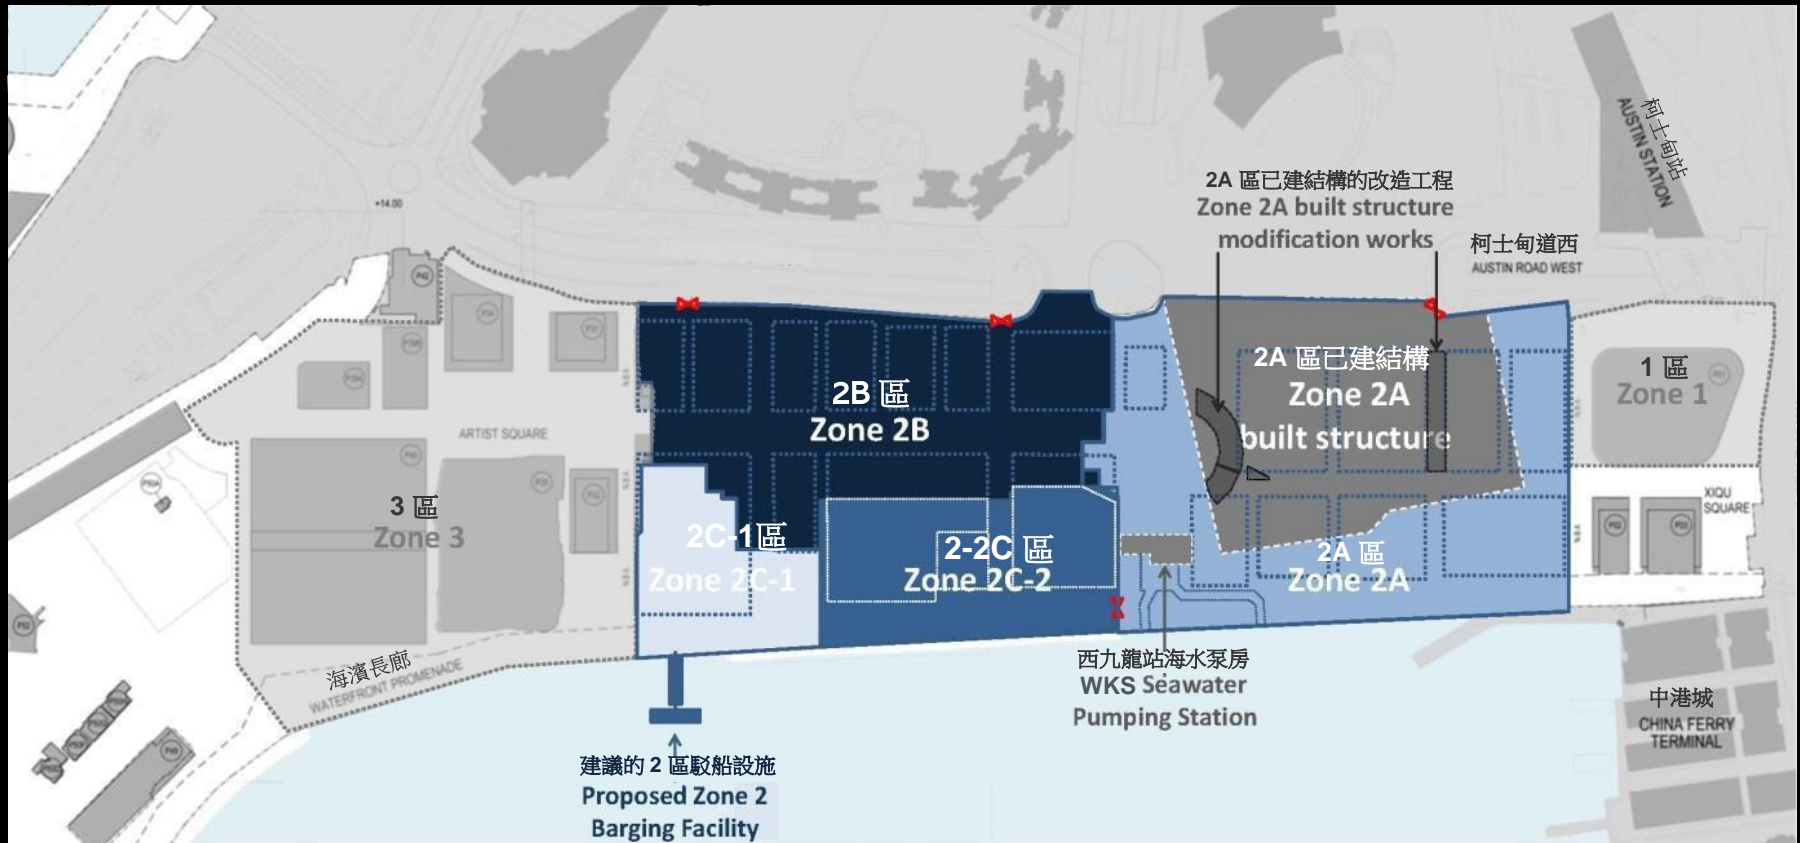 柯士甸站
AUSTIN STATION
2A 區已建結構的改造工程
Zone 2A built structure
modification works
+14.00
柯士甸道西
AUSTIN ROAD WEST
2A 區已建結構
Zone 2A
built structure
1 區
Zone 1
2B 區
Zone 2B
ARTIST SQUARE
3 區
Zone 3
2C-1區
Zone 2C-1
2-2C 區
Zone 2C-2
2A 區
Zone 2A
XIQU
SQUARE
海濱長廊
WATERFRONT PROMENADE
西九龍站海水泵房
WKS Seawater
Pumping Station
中港城
CHINA FERRY
TERMINAL
建議的 2 區駁船設施
Proposed Zone 2
Barging Facility